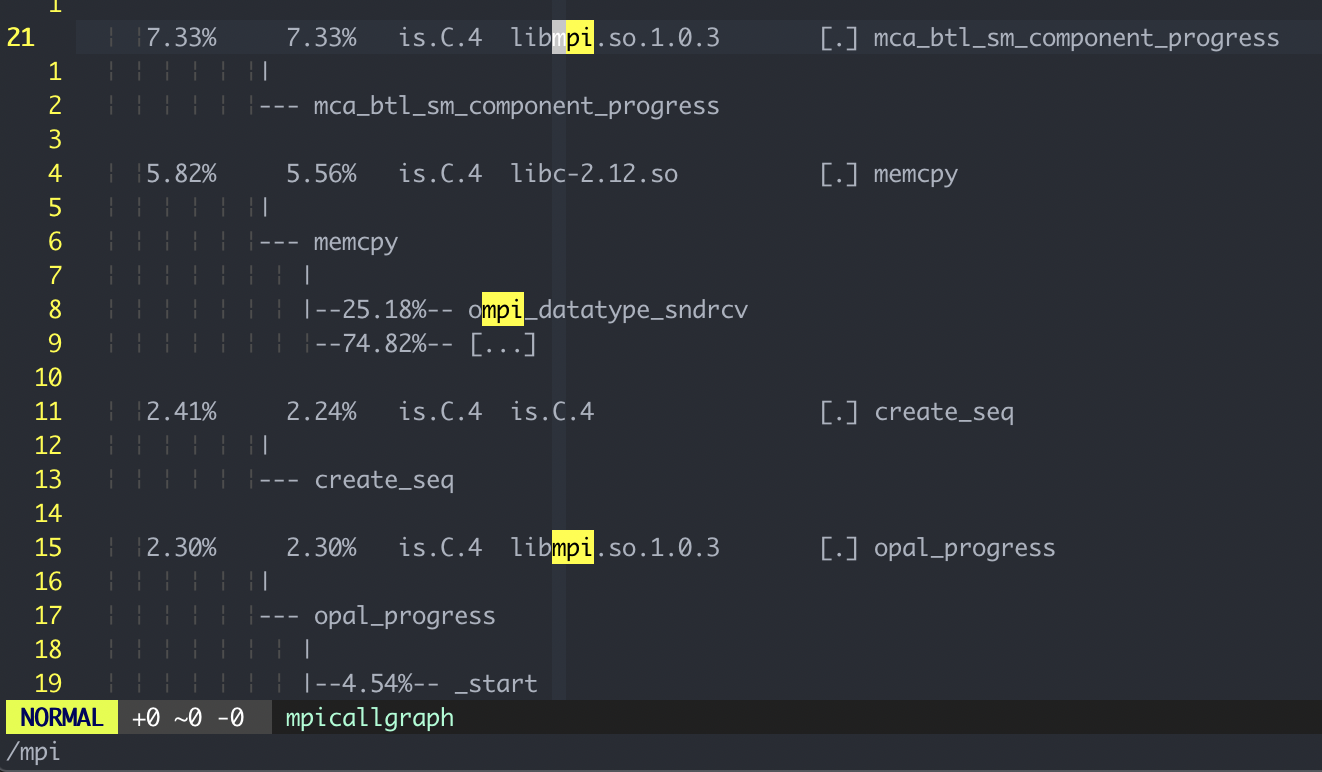 1
21 7.33% 7.33% is.C.4 libmpi.so.1.0.3 [.] mca_btl_sm_component_progress
1 |
2 --- mca_btl_sm_component_progress
3
4 5.82% 5.56% is.C.4 libc-2.12.so [.] memcpy
5 |
6 --- memcpy
7 |
8 |--25.18%-- ompi_datatype_sndrcv
9 --74.82%-- [...]
10
11 2.41% 2.24% is.C.4 is.C.4 [.] create_seq
12 |
13 --- create_seq
14
15 2.30% 2.30% is.C.4 libmpi.so.1.0.3 [.] opal_progress
16 |
17 --- opal_progress
18 |
19 |--4.54%-- _start
NORMAL +0 ~0 -0 mpicallgraph
/mpi